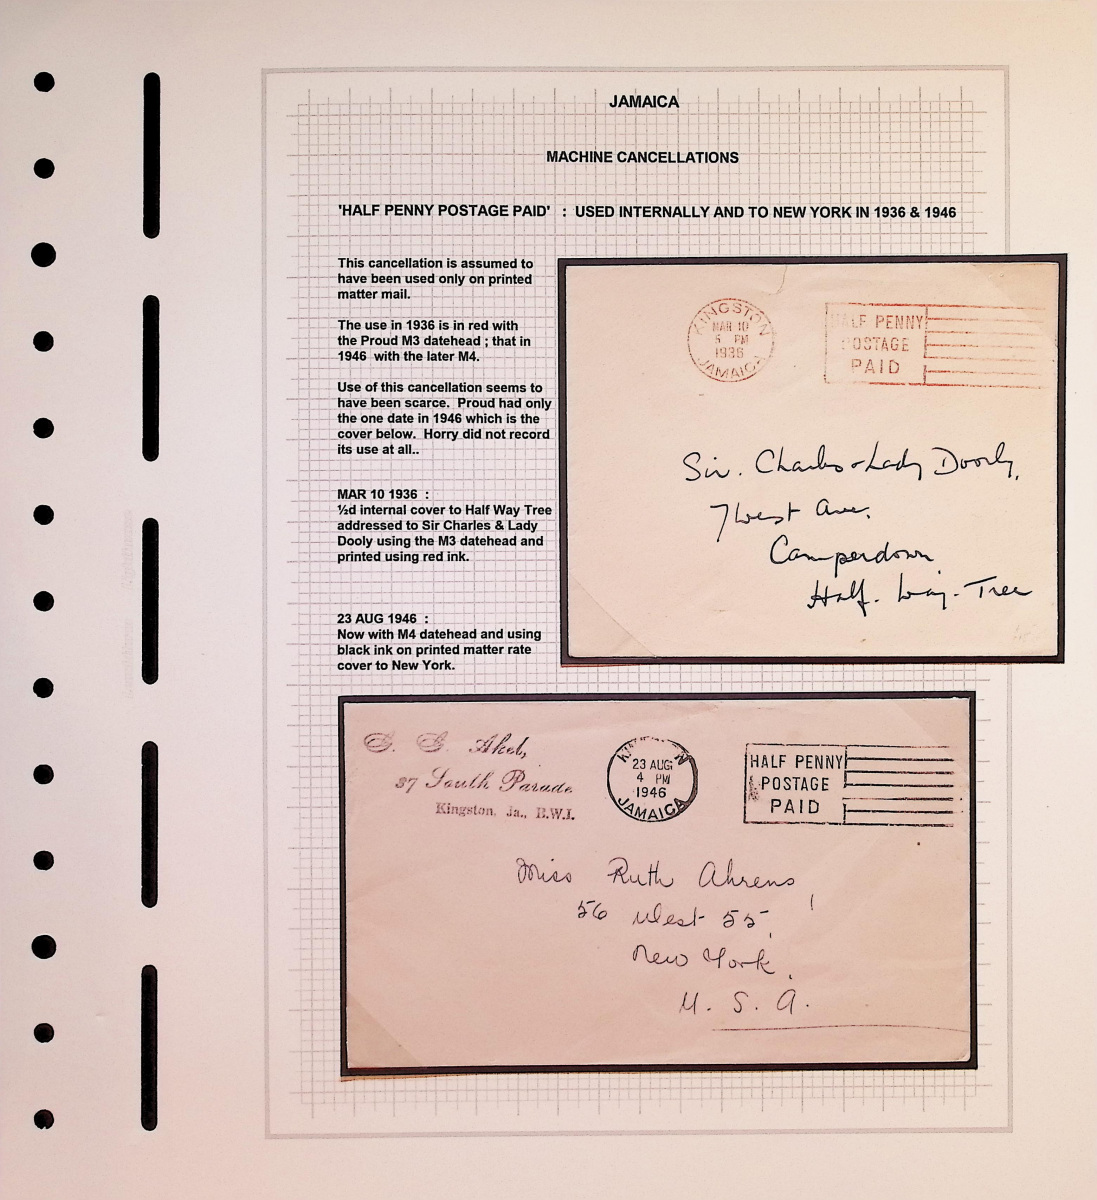 JAMAICA
MACHINE CANCELLATIONS
'HALF PENNY POSTAGE PAID' : USED INTERNALLY AND TO NEW YORK IN 1936 & 1946
This cancellation is assumed to
have been used only on printed
matter mail.
The use in 1936 is in red with
the Proud M3 datehead ; that in
1946 with the later M4.
Use of this cancellation seems to
have been scarce. Proud had only
the one date in 1946 which is the
cover below. Horry did not record
its use at all..
MAR 10 1936 :
½d internal cover to Half Way Tree
addressed to Sir Charles & Lady
Dooly using the M3 datehead and
printed using red ink.
23 AUG 1946 :
Now with M4 datehead and using
black ink on printed matter rate
cover to New York.
KINGSTON
MAR 10
5 PM
1936
JAMAICA
HALF PENNY
POSTAGE
PAID
Sir. Charles & Lady Doorly,
7 West Ave.
Camperdown
Half-Way-Tree
37 South Parade
Kingston, Ja., B.W.I.
23 AUG
4 PM
1946
JAMAICA
HALF PENNY
POSTAGE
PAID
Miss Ruth Ahrens,
56 West 55,
New York,
U. S. A.